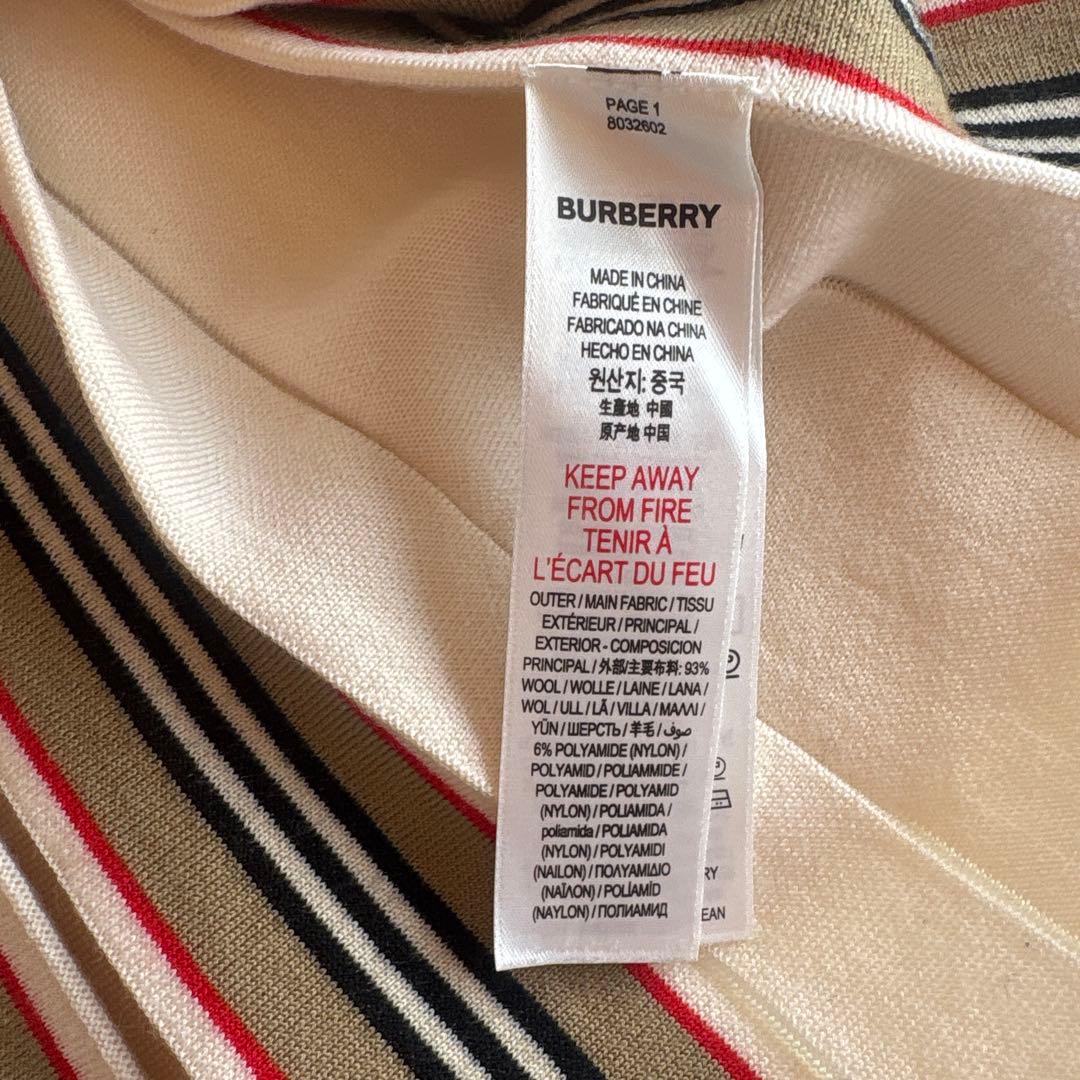 PAGE 1
8032602
BURBERRY
MADE IN CHINA
FABRIQUÉ EN CHINE
FABRICADO NA CHINA
HECHO EN CHINA
원산지: 중국
生產地 中國
原产地 中国
KEEP AWAY
FROM FIRE
TENIR À
L'ÉCART DU FEU
OUTER / MAIN FABRIC / TISSU
EXTÉRIEUR / PRINCIPAL /
EXTERIOR - COMPOSICION
PRINCIPAL / 外部/主要布料: 93%
WOOL / WOLLE / LAINE / LANA /
WOL / ULL / LÃ / VILLA / ΜΑΛΛΙ /
YÜN / ШЕРСТЬ / 羊毛 / صوف /
6% POLYAMIDE (NYLON) /
POLYAMID / POLIAMMIDE /
POLYAMIDE / POLYAMID
(NYLON) / POLIAMIDA /
poliamida / POLIAMIDA
(NYLON) / POLYAMIDI
(NAILON) / ΠΟΛΥΑΜΙΔΙΟ
(ΝΑΪΛΟΝ) / POLÍAMÍD
(NAYLON) / ПОЛИАМИД
RY
EAN